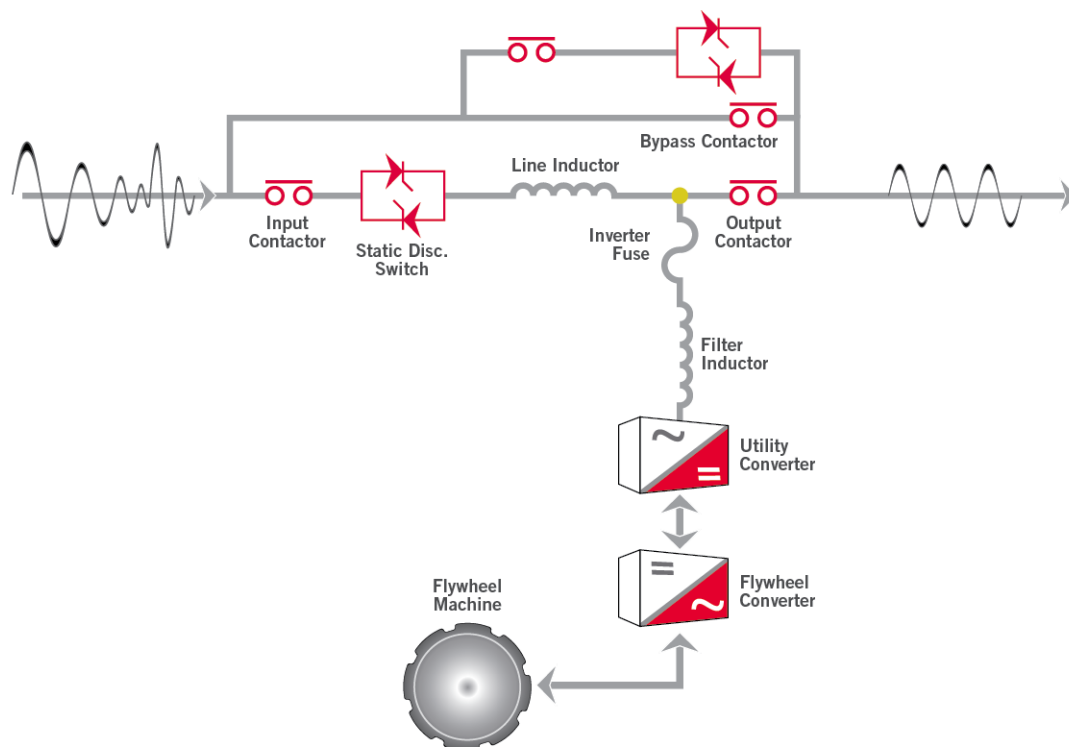 Bypass Contactor
Line Inductor
Input
Contactor
Static Disc.
Switch
Inverter
Fuse
Output
Contactor
Filter
Inductor
Utility
Converter
Flywheel
Converter
Flywheel
Machine